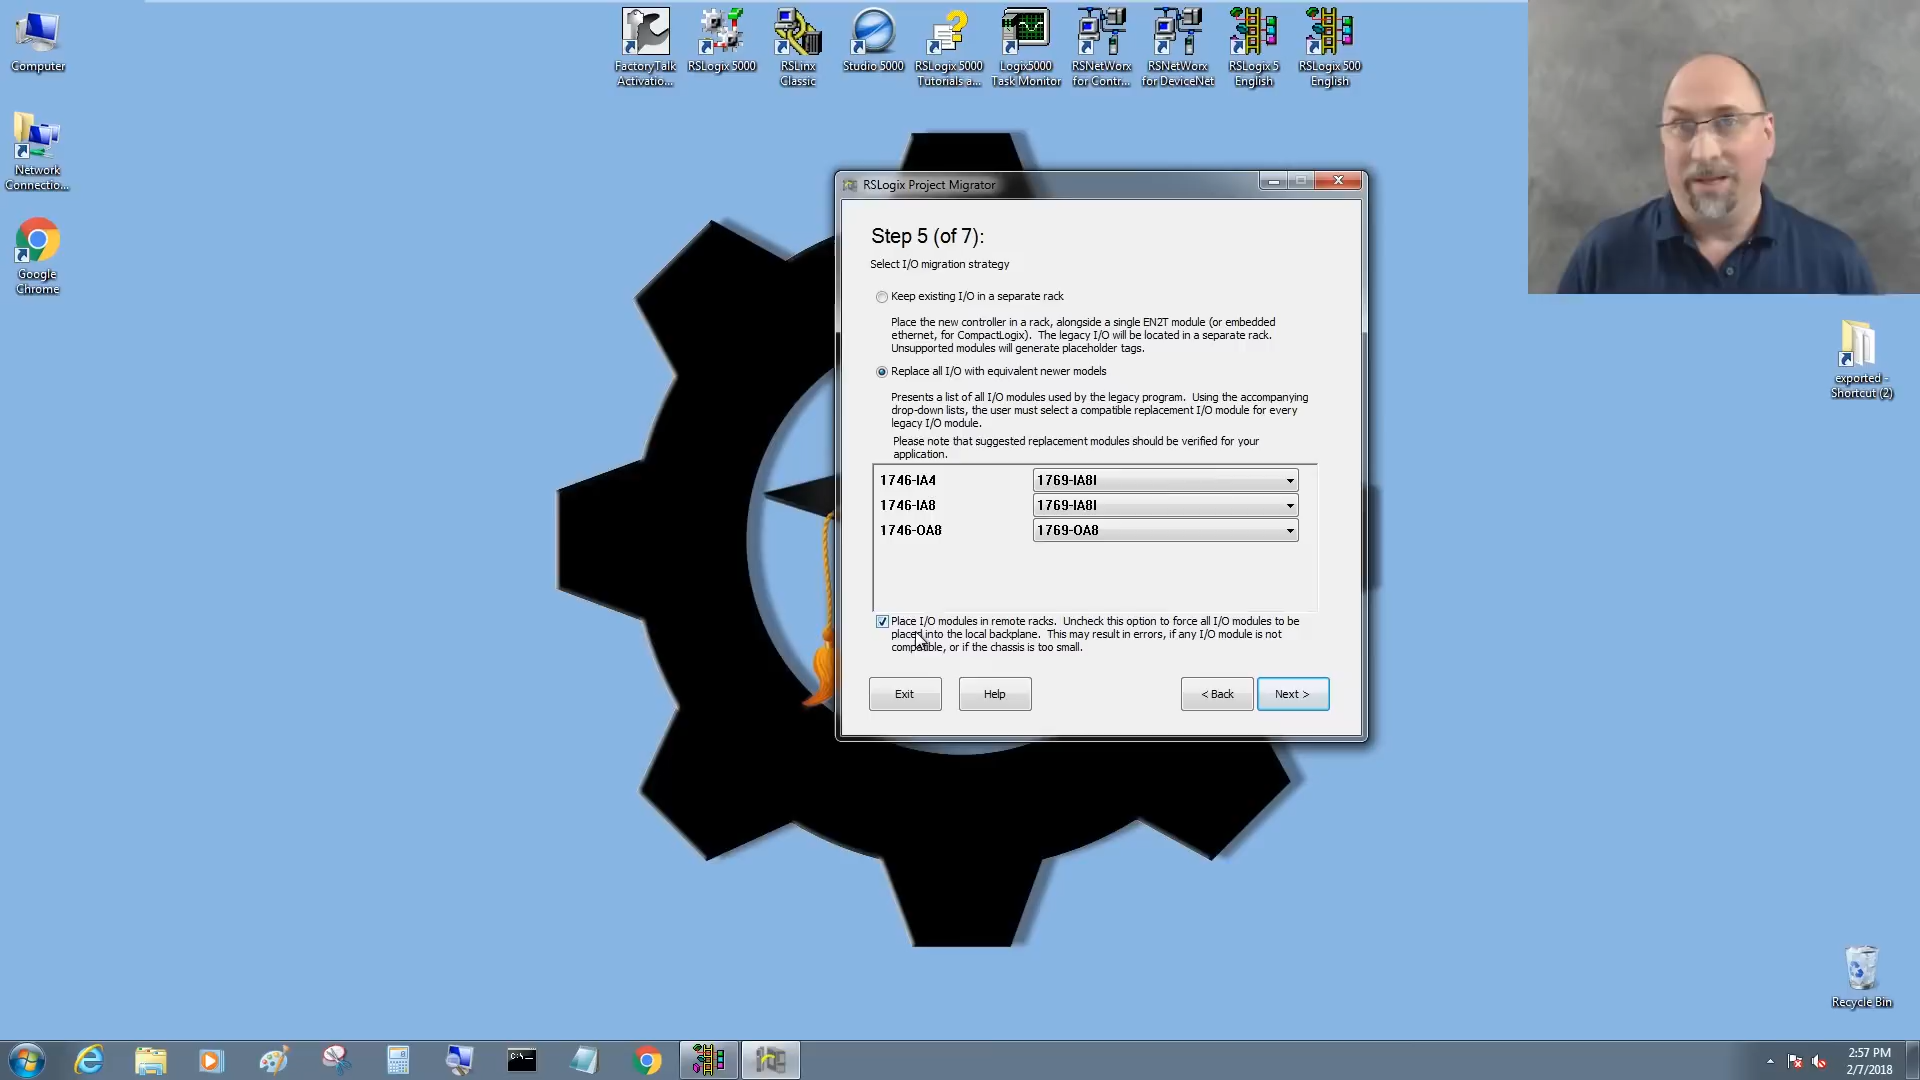 Computer
Network
Connectio...
Google
Chrome
FactoryTalk
Activatio...
RSLogix 5000
RSLinx
Classic
Studio 5000
RSLogix 5000
Tutorials a...
Logix5000
Task Monitor
RSNetWorx
for Contr...
RSNetWorx
for DeviceNet
RSLogix 5
English
RSLogix 500
English
exported -
Shortcut (2)
RSLogix Project Migrator
Step 5 (of 7):
Select I/O migration strategy
Keep existing I/O in a separate rack
Place the new controller in a rack, alongside a single EN2T module (or embedded
ethernet, for CompactLogix). The legacy I/O will be located in a separate rack.
Unsupported modules will generate placeholder tags.
Replace all I/O with equivalent newer models
Presents a list of all I/O modules used by the legacy program. Using the accompanying
drop-down lists, the user must select a compatible replacement I/O module for every
legacy I/O module.
Please note that suggested replacement modules should be verified for your
application.
1746-IA4 1769-IA8I
1746-IA8 1769-IA8I
1746-OA8 1769-OA8
Place I/O modules in remote racks. Uncheck this option to force all I/O modules to be
placed into the local backplane. This may result in errors, if any I/O module is not
compatible, or if the chassis is too small.
Exit
Help
< Back
Next >
Recycle Bin
C:\_
2:57 PM
2/7/2018